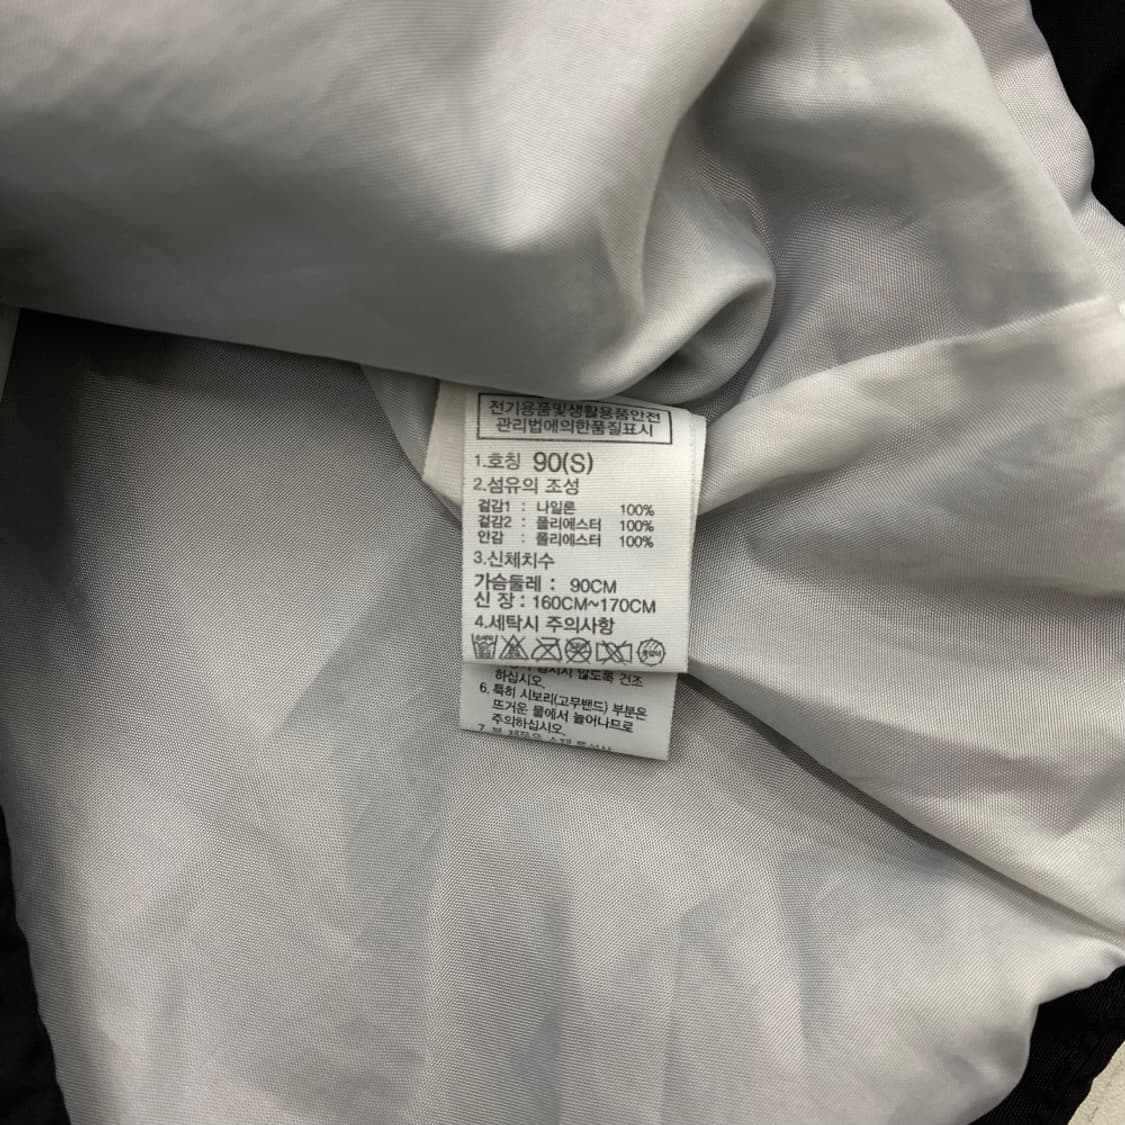 전기용품및생활용품안전
관리법에의한품질표시
1.호칭 90(S)
2.섬유의 조성
겉감1 : 나일론 100%
겉감2 : 폴리에스터 100%
안감 : 폴리에스터 100%
3.신체치수
가슴둘레 : 90CM
신 장 : 160CM~170CM
4.세탁시 주의사항
않도록 건조
하십시오.
6. 특히 시보리(고무밴드) 부분은
뜨거운 물에서 늘어나므로
주의하십시오.